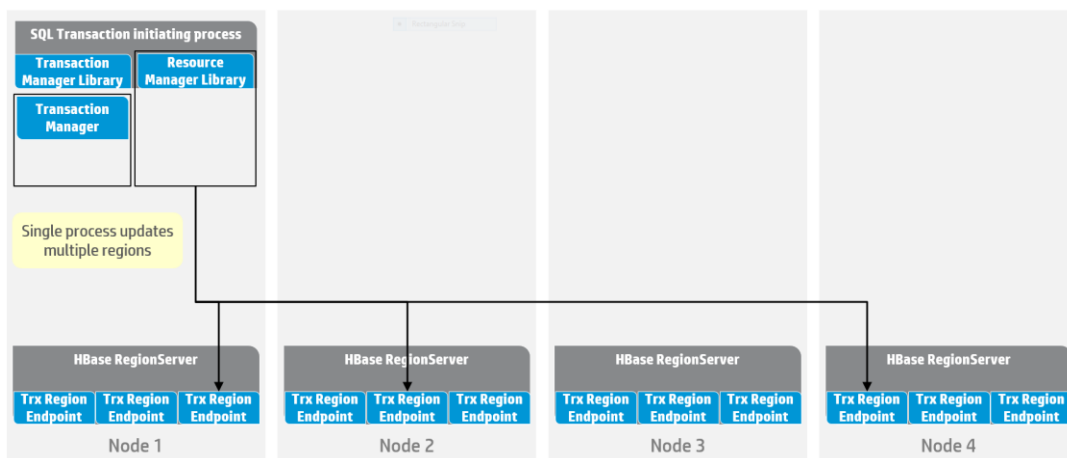 SQL Transaction initiating process
Transaction
Manager Library
Resource
Manager Library
Transaction
Manager
Rectangular Snip
Single process updates
multiple regions
HBase RegionServer
Trx Region
Endpoint
Trx Region
Endpoint
Trx Region
Endpoint
Node 1
HBase RegionServer
Trx Region
Endpoint
Trx Region
Endpoint
Trx Region
Endpoint
Node 2
HBase RegionServer
Trx Region
Endpoint
Trx Region
Endpoint
Trx Region
Endpoint
Node 3
HBase RegionServer
Trx Region
Endpoint
Trx Region
Endpoint
Trx Region
Endpoint
Node 4